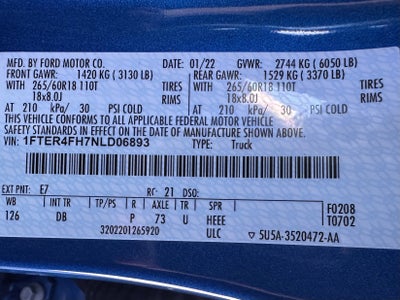 MFD. BY FORD MOTOR CO. 01/22 GVWR: 2744 KG ( 6050 LB)
FRONT GAWR: 1420 KG ( 3130 LB) REAR GAWR: 1529 KG ( 3370 LB)
265/60R18 110T TIRES 265/60R18 110T TIRES
18x8.0J RIMS 18x8.0J RIMS
AT 210 kPa/ 30 PSI COLD AT 210 kPa/ 30 PSI COLD
THIS VEHICLE CONFORMS TO ALL APPLICABLE FEDERAL MOTOR VEHICLE
SAFETY AND THEFT PREVENTION STANDARDS IN EFFECT ON THE DATE OF MANUFACTURE SHOWN ABOVE.
VIN: 1FTER4FH7NLD06893 TYPE: Truck
EXT PNT: E7 RC: 21 DSO:
WB INT TR TP/PS R AXLE TR SPR F0208
126 DB P 73 U HEEE T0702
3202201265920 ULC 5U5A-3520472-AA